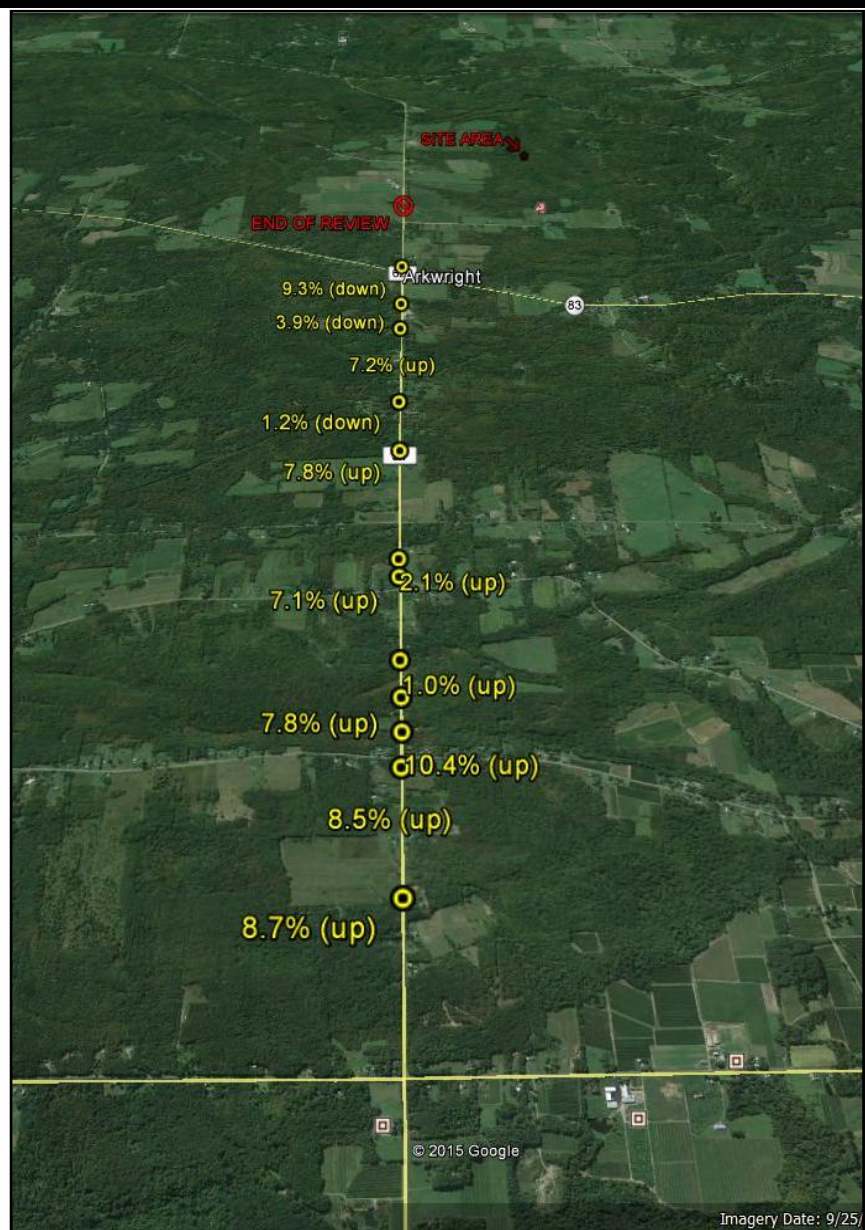 SITE AREA
END OF REVIEW
Arkwright
9.3% (down)
83
3.9% (down)
7.2% (up)
1.2% (down)
7.8% (up)
2.1% (up)
7.1% (up)
1.0% (up)
7.8% (up)
10.4% (up)
8.5% (up)
8.7% (up)
© 2015 Google
Imagery Date: 9/25